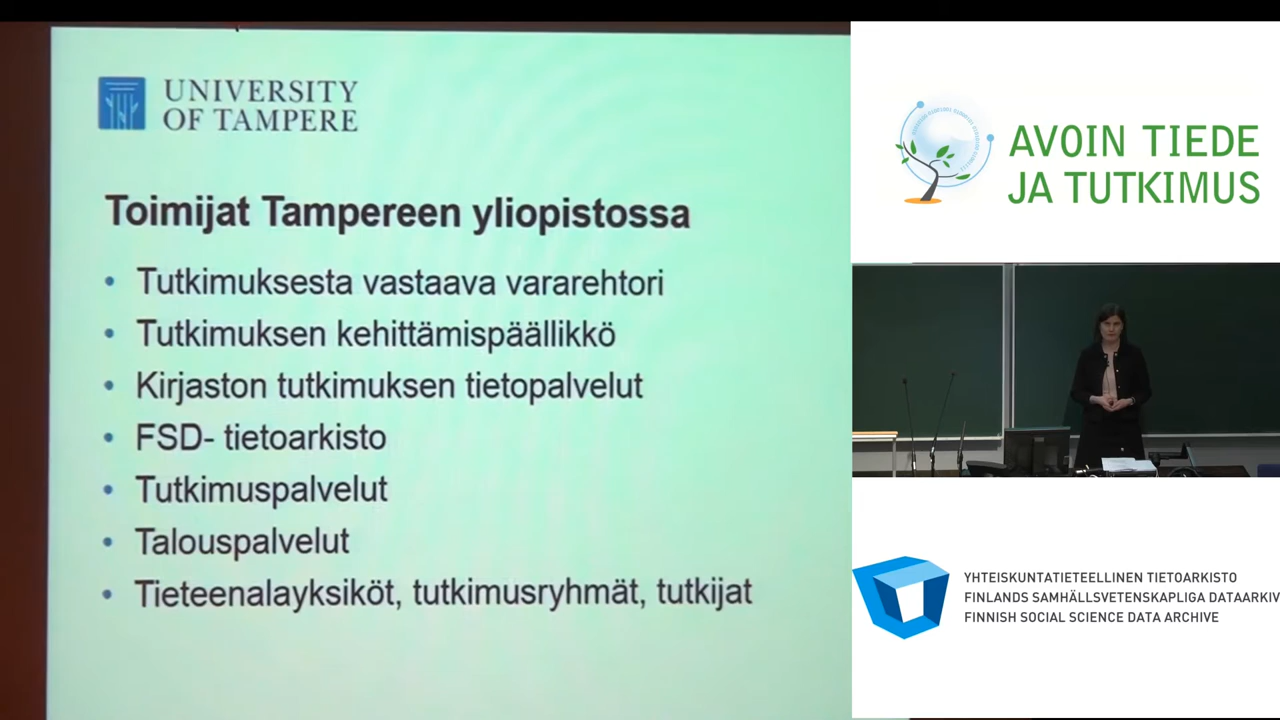 UNIVERSITY
OF TAMPERE
Toimijat Tampereen yliopistossa
• Tutkimuksesta vastaava vararehtori
• Tutkimuksen kehittämispäällikkö
• Kirjaston tutkimuksen tietopalvelut
• FSD- tietoarkisto
• Tutkimuspalvelut
• Talouspalvelut
• Tieteenalayksiköt, tutkimusryhmät, tutkijat
AVOIN TIEDE
JA TUTKIMUS
YHTEISKUNTATIETEELLINEN TIETOARKISTO
FINLANDS SAMHÄLLSVETENSKAPLIGA DATAARKIV
FINNISH SOCIAL SCIENCE DATA ARCHIVE